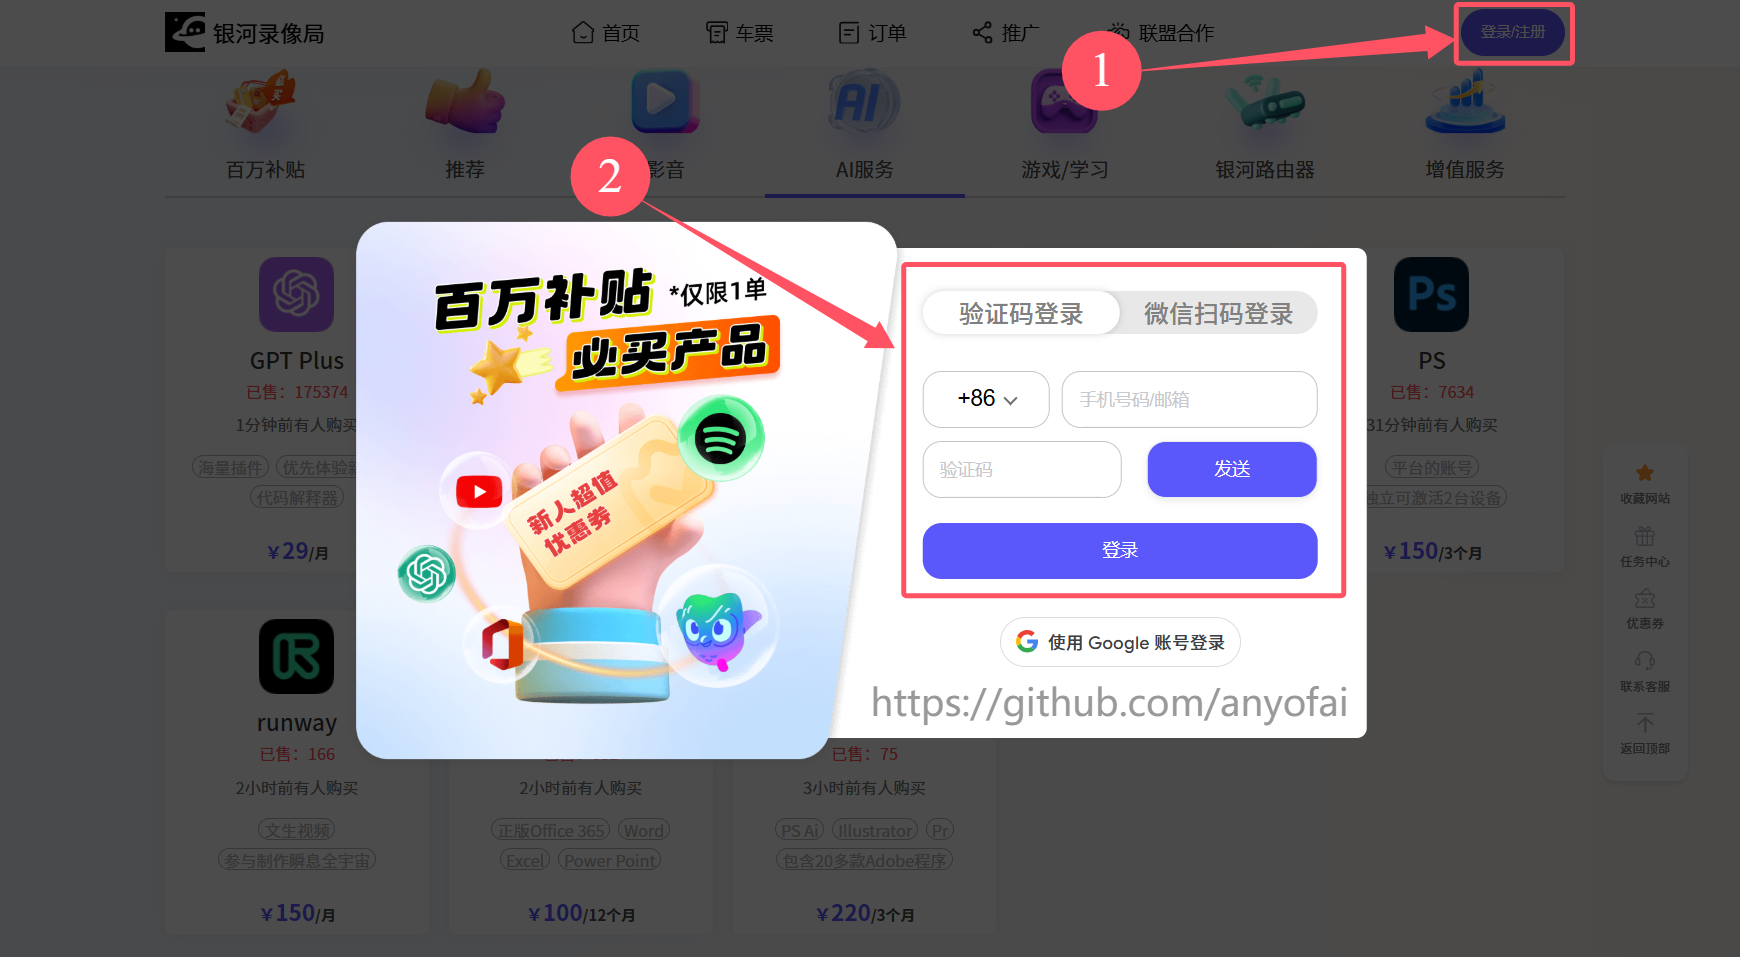 银河录像局
首页
车票
订单
推广
联盟合作
登录/注册
1
2
百万补贴
推荐
影音
AI服务
游戏/学习
银河路由器
增值服务
买
AI
百万补贴 *仅限1单
必买产品
新人超值
优惠券
验证码登录 微信扫码登录
+86
手机号码/邮箱
验证码
发送
登录
使用 Google 账号登录
https://github.com/anyofai
GPT Plus
已售：175374
1分钟前有人购买
海量插件
优先体验
代码解释器
￥29/月
Ps
PS
已售：7634
31分钟前有人购买
平台的账号
独立可激活2台设备
￥150/3个月
runway
已售：166
2小时前有人购买
文生视频
参与制作瞬息全宇宙
￥150/月
2小时前有人购买
正版Office 365
Word
Excel
Power Point
￥100/12个月
已售：75
3小时前有人购买
PS Ai
Illustrator
Pr
包含20多款Adobe程序
￥220/3个月
收藏网站
任务中心
优惠券
联系客服
返回顶部